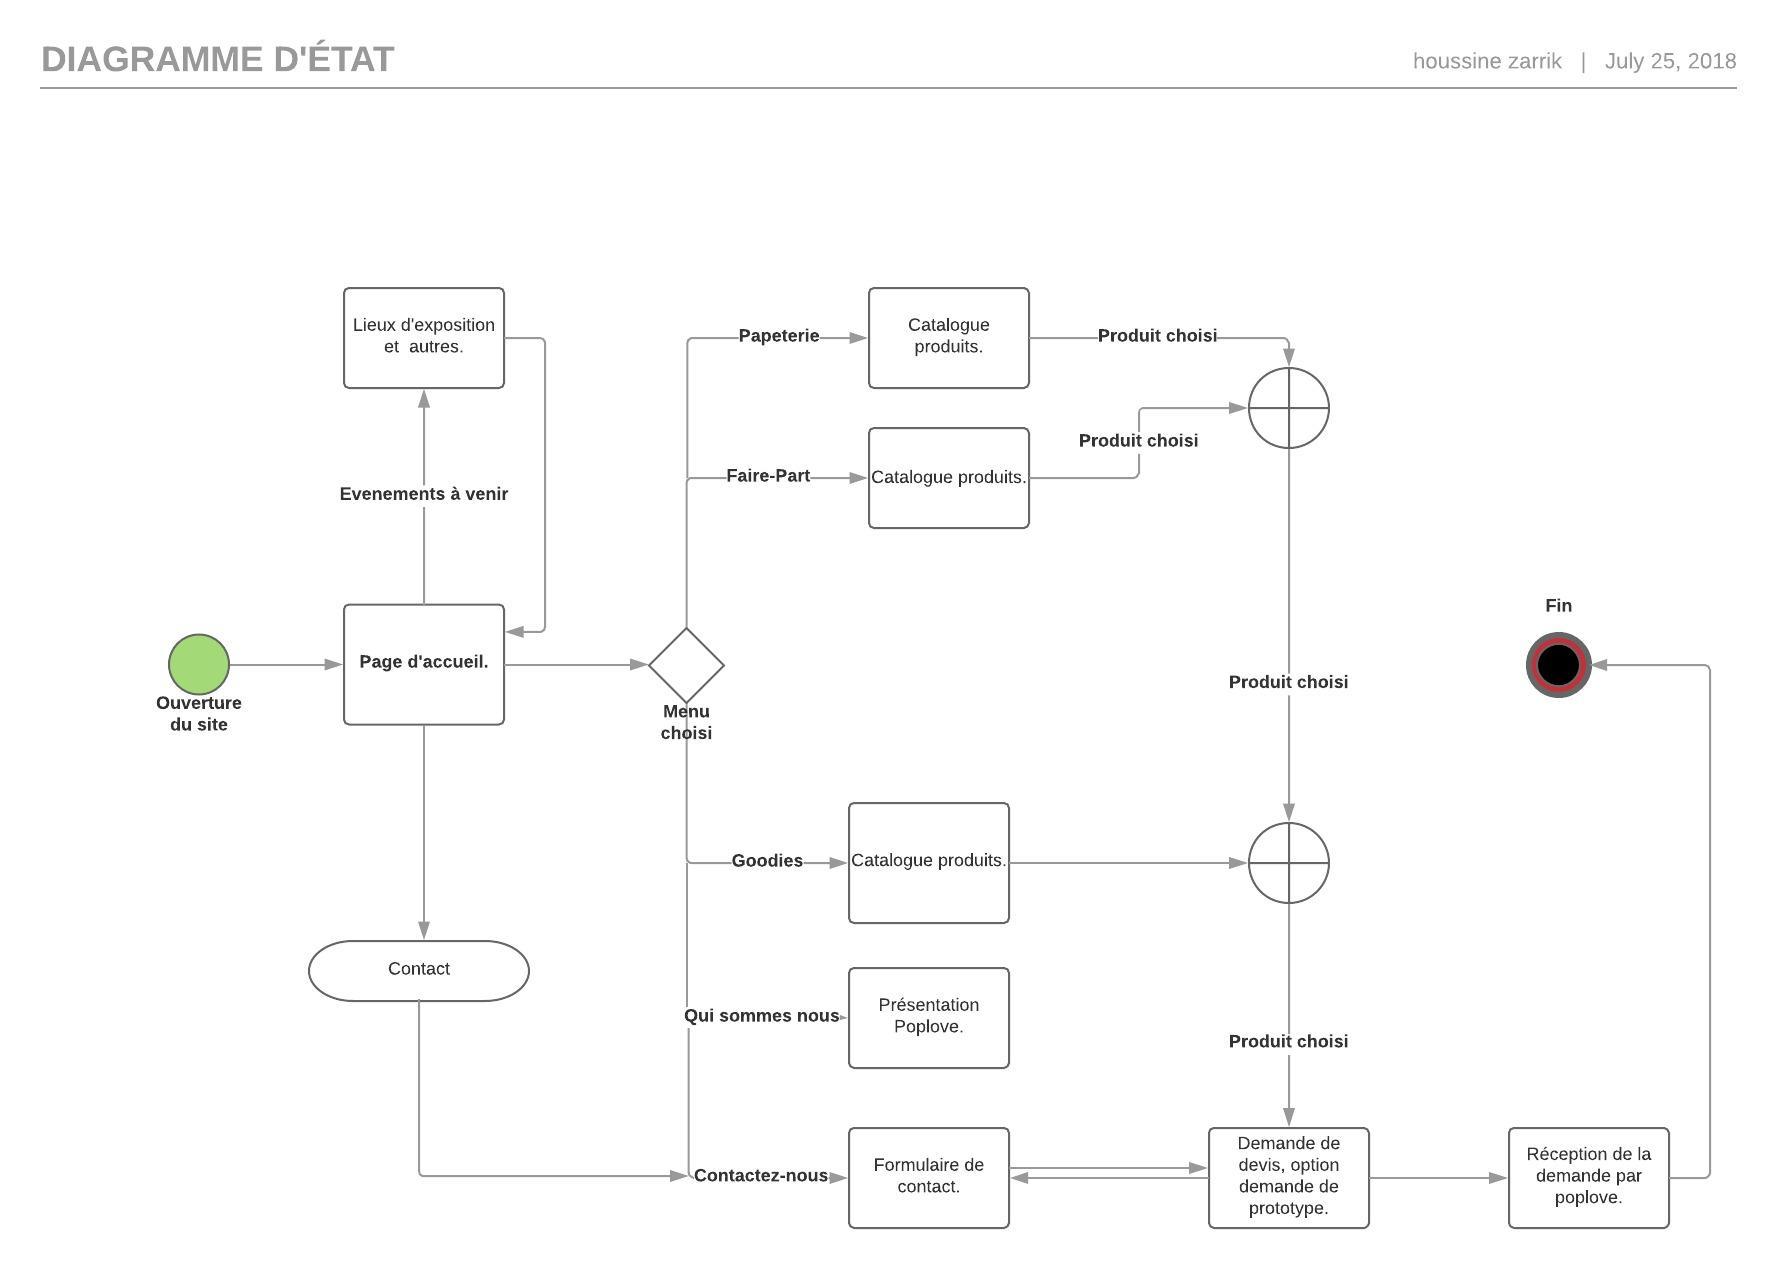 DIAGRAMME D'ÉTAT
houssine zarrik | July 25, 2018
Lieux d'exposition
et autres.
Papeterie
Catalogue
produits.
Produit choisi
Faire-Part
Catalogue produits.
Produit choisi
Evenements à venir
Fin
Page d'accueil.
Ouverture
du site
Menu
choisi
Produit choisi
Goodies
Catalogue produits.
Contact
Qui sommes nous
Présentation
Poplove.
Produit choisi
Contactez-nous
Formulaire de
contact.
Demande de
devis, option
demande de
prototype.
Réception de la
demande par
poplove.